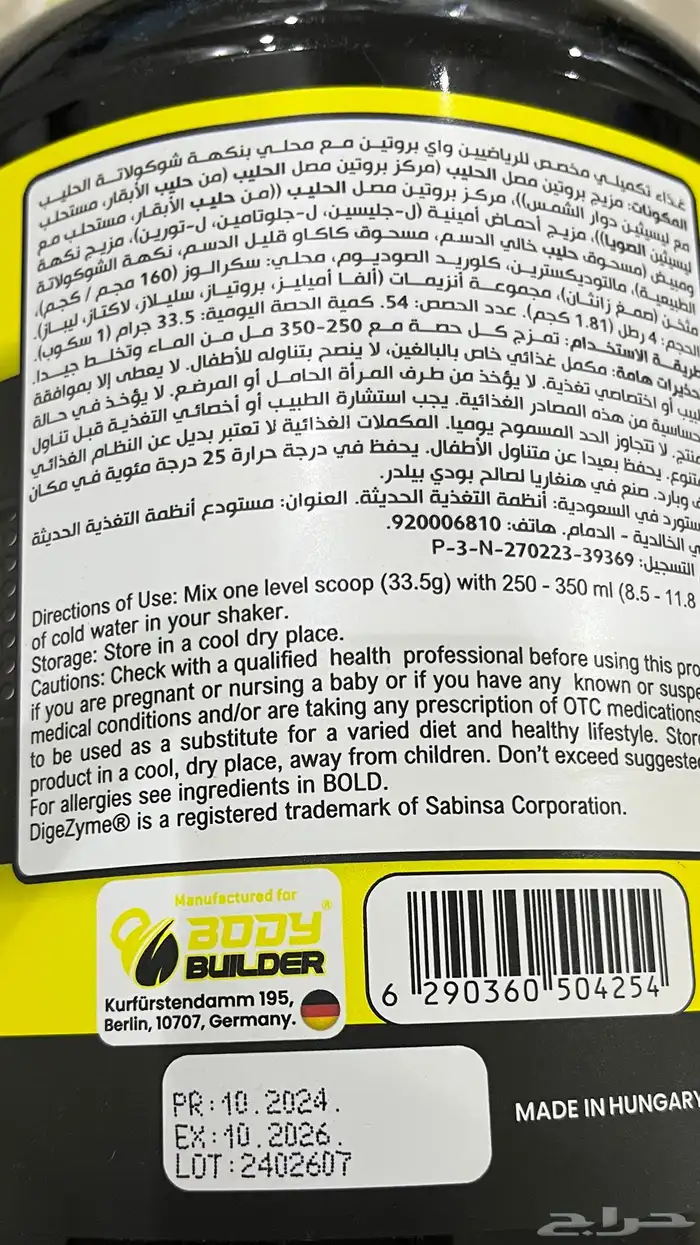 غذاء تكميلي مخصص للرياضيين واي بروتين مع محلي بنكهة شوكولاتة الحليب
المكونات: مزيج بروتين مصل الحليب (مركز بروتين مصل الحليب (من حليب الأبقار، مستحلب
مع ليسيثين دوار الشمس))، مركز بروتين مصل الحليب ((من حليب الأبقار، مستحلب مع
ليسيثين الصويا)))، مزيج أحماض أمينية (ل-جليسين، ل-جلوتامين، ل-تورين)، مزيج نكهة
وميض (مسحوق حليب خالي الدسم، مسحوق كاكاو قليل الدسم، نكهة الشوكولاتة
الطبيعية)، مالتوديكسترين، كلوريد الصوديوم، محلي: سكرالوز (160 مجم / كجم)،
مثخن (صمغ زانثان)، مجموعة أنزيمات (ألفا أميليز، بروتياز، سليلاز، لاكتاز، ليباز).
الحجم: 4 رطل (1.81 كجم). عدد الحصص: 54. كمية الحصة اليومية: 33.5 جرام (1 سكوب).
طريقة الاستخدام: تمزج كل حصة مع 250-350 مل من الماء وتخلط جيدا.
تحذيرات هامة: مكمل غذائي خاص بالبالغين، لا ينصح بتناوله للأطفال. لا يعطى إلا بموافقة
طبيب أو اختصاصي تغذية. لا يؤخذ من طرف المرأة الحامل أو المرضع. لا يؤخذ في حالة
حساسية من هذه المصادر الغذائية. يجب استشارة الطبيب أو أخصائي التغذية قبل تناول
منتج. لا تتجاوز الحد المسموح يوميا. المكملات الغذائية لا تعتبر بديل عن النظام الغذائي
متنوع. يحفظ بعيدا عن متناول الأطفال. يحفظ في درجة حرارة 25 درجة مئوية في مكان
وبارد. صنع في هنغاريا لصالح بودي بيلدر.
ستورد في السعودية: أنظمة التغذية الحديثة. العنوان: مستودع أنظمة التغذية الحديثة
ي الخالدية - الدمام. هاتف: 920006810.
التسجيل: P-3-N-270223-39369
Directions of Use: Mix one level scoop (33.5g) with 250 - 350 ml (8.5 - 11.8
of cold water in your shaker.
Storage: Store in a cool dry place.
Cautions: Check with a qualified health professional before using this pro
if you are pregnant or nursing a baby or if you have any known or suspe
medical conditions and/or are taking any prescription of OTC medications
to be used as a substitute for a varied diet and healthy lifestyle. Stor
product in a cool, dry place, away from children. Don't exceed suggeste
For allergies see ingredients in BOLD.
DigeZyme® is a registered trademark of Sabinsa Corporation.
Manufactured for
BODY®
BUILDER
Kurfürstendamm 195,
Berlin, 10707, Germany.
6 290360 504254
PR:10.2024.
EX:10.2026.
LOT:2402607
MADE IN HUNGARY
حراج